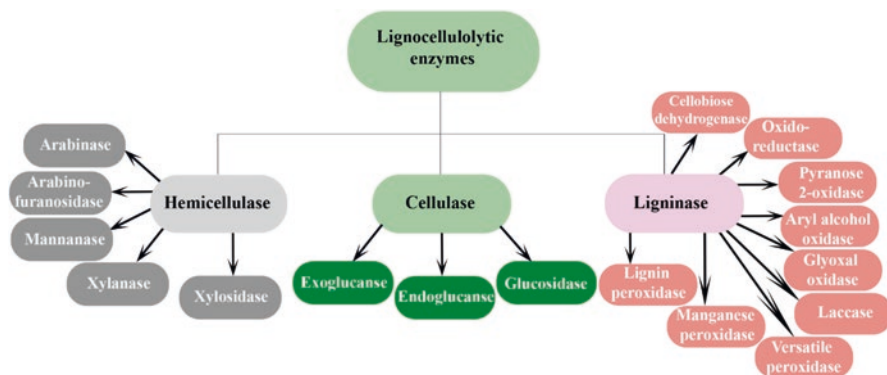 Lignocellulolytic
enzymes
Hemicellulase
Arabinase
Arabino-
furanosidase
Mannanase
Xylanase
Xylosidase
Cellulase
Exoglucanse
Endoglucanse
Glucosidase
Ligninase
Cellobiose
dehydrogenase
Oxido-
reductase
Pyranose
2-oxidase
Aryl alcohol
oxidase
Glyoxal
oxidase
Laccase
Versatile
peroxidase
Manganese
peroxidase
Lignin
peroxidase